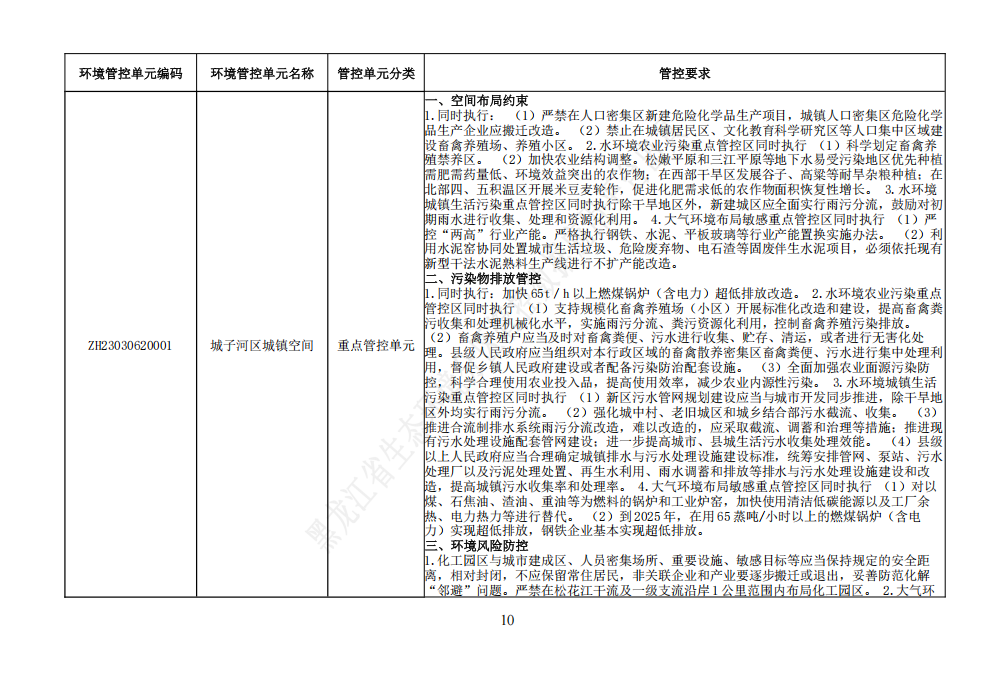 环境管控单元编码 环境管控单元名称 管控单元分类 管控要求
一、空间布局约束
1.同时执行：（1）严禁在人口密集区新建危险化学品生产项目，城镇人口密集区危险化学
品生产企业应搬迁改造。（2）禁止在城镇居民区、文化教育科学研究区等人口集中区域建
设畜禽养殖场、养殖小区。 2.水环境农业污染重点管控区同时执行（1）科学划定畜禽养
殖禁养区。（2）加快农业结构调整。松嫩平原和三江平原等地下水易受污染地区优先种植
需肥需药量低、环境效益突出的农作物；在西部干旱区发展谷子、高粱等耐旱杂粮种植；在
北部四、五积温区开展米豆麦轮作，促进化肥需求低的农作物面积恢复性增长。 3.水环境
城镇生活污染重点管控区同时执行除干旱地区外，新建城区应全面实行雨污分流，鼓励对初
期雨水进行收集、处理和资源化利用。 4.大气环境布局敏感重点管控区同时执行（1）严
控“两高”行业产能。严格执行钢铁、水泥、平板玻璃等行业产能置换实施办法。（2）利
用水泥窑协同处置城市生活垃圾、危险废弃物、电石渣等固废伴生水泥项目，必须依托现有
新型干法水泥熟料生产线进行不扩产能改造。
二、污染物排放管控
1.同时执行：加快 65t/h 以上燃煤锅炉（含电力）超低排放改造。 2.水环境农业污染重点
管控区同时执行（1）支持规模化畜禽养殖场（小区）开展标准化改造和建设，提高畜禽粪
污收集和处理机械化水平，实施雨污分流、粪污资源化利用，控制畜禽养殖污染排放。
（2）畜禽养殖户应当及时对畜禽粪便、污水进行收集、贮存、清运，或者进行无害化处
理。县级人民政府应当组织对本行政区域的畜禽散养密集区畜禽粪便、污水进行集中处理利
用，督促乡镇人民政府建设或者配备污染防治配套设施。（3）全面加强农业面源污染防
控，科学合理使用农业投入品，提高使用效率，减少农业内源性污染。 3.水环境城镇生活
污染重点管控区同时执行（1）新区污水管网规划建设应当与城市开发同步推进，除干旱地
区外均实行雨污分流。（2）强化城中村、老旧城区和城乡结合部污水截流、收集。（3）
推进合流制排水系统雨污分流改造，难以改造的，应采取截流、调蓄和治理等措施；推进现
有污水处理设施配套管网建设；进一步提高城市、县城生活污水收集处理效能。（4）县级
以上人民政府应当合理确定城镇排水与污水处理设施建设标准，统筹安排管网、泵站、污水
处理厂以及污泥处理处置、再生水利用、雨水调蓄和排放等排水与污水处理设施建设和改
造，提高城镇污水收集率和处理率。 4.大气环境布局敏感重点管控区同时执行（1）对以
煤、石焦油、渣油、重油等为燃料的锅炉和工业炉窑，加快使用清洁低碳能源以及工厂余
热、电力热力等进行替代。（2）到 2025 年，在用 65 蒸吨/小时以上的燃煤锅炉（含电
力）实现超低排放，钢铁企业基本实现超低排放。
三、环境风险防控
1.化工园区与城市建成区、人员密集场所、重要设施、敏感目标等应当保持规定的安全距
离，相对封闭，不应保留常住居民，非关联企业和产业要逐步搬迁或退出，妥善防范化解
“邻避”问题。严禁在松花江干流及一级支流沿岸 1 公里范围内布局化工园区。 2.大气环
ZH23030620001 城子河区城镇空间 重点管控单元
黑龙江省生态
10